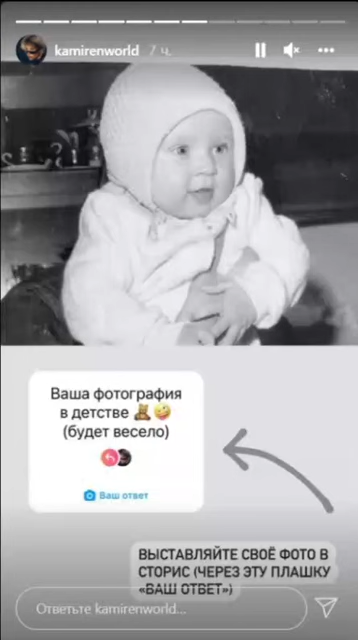 kamirenworld 7 ч.
Ваша фотография
в детстве 🧸🤪
(будет весело)
Ваш ответ
ВЫСТАВЛЯЙТЕ СВОЁ ФОТО В
СТОРИС (ЧЕРЕЗ ЭТУ ПЛАШКУ
«ВАШ ОТВЕТ»)
Ответьте kamirenworld...